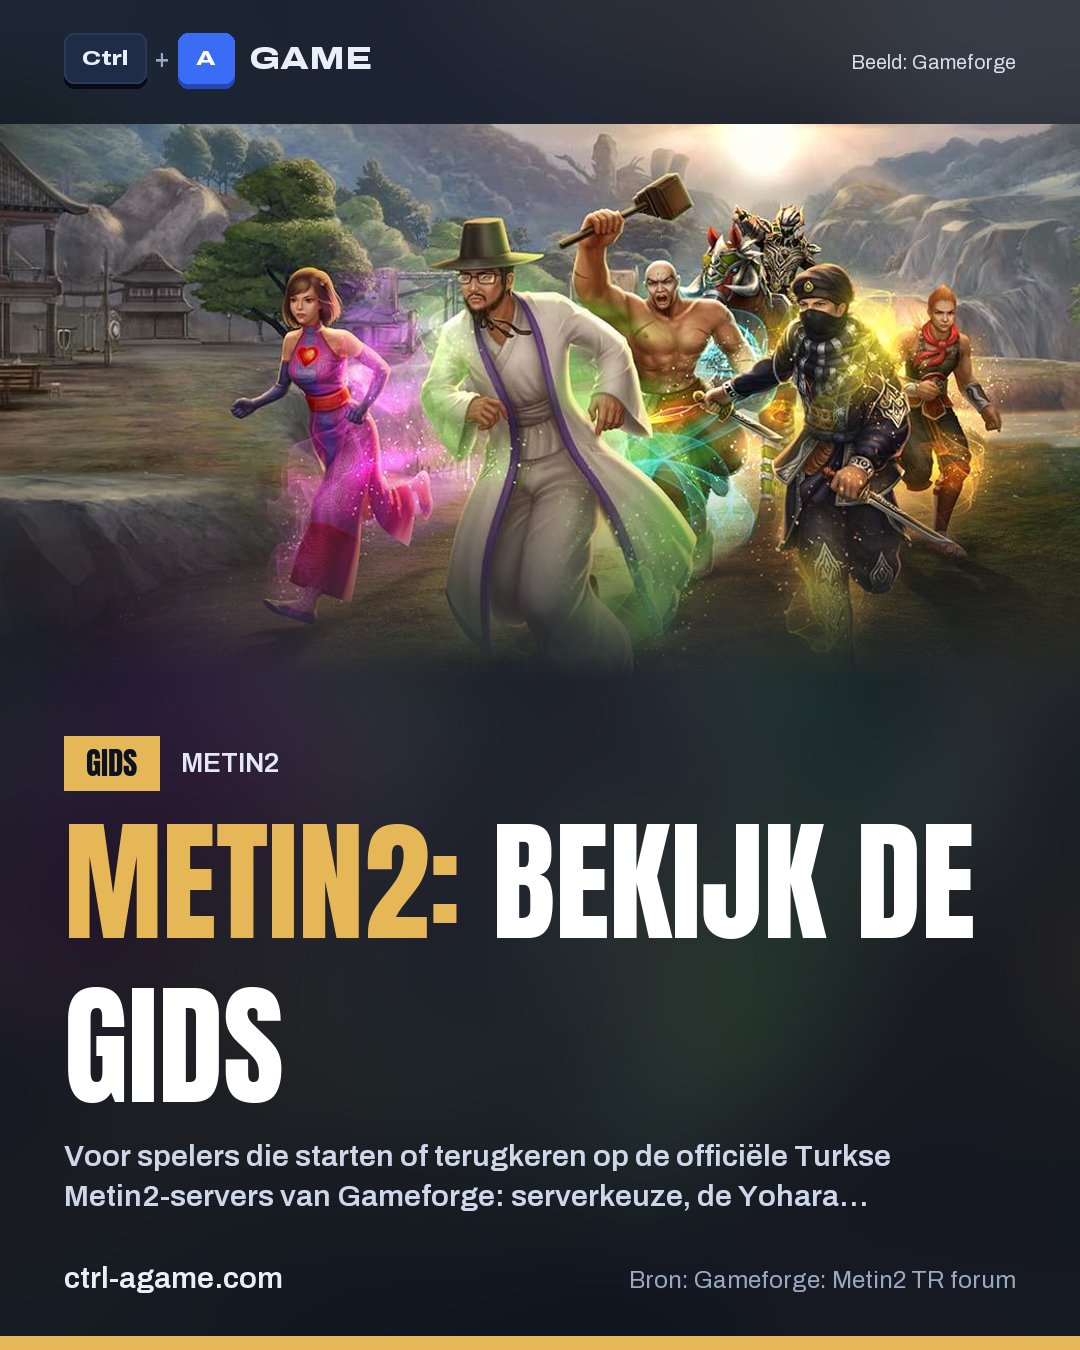 Ctrl + A GAME
Beeld: Gameforge
GIDS METIN2
METIN2: BEKIJK DE
GIDS
Voor spelers die starten of terugkeren op de officiële Turkse
Metin2-servers van Gameforge: serverkeuze, de Yohara...
ctrl-agame.com
Bron: Gameforge: Metin2 TR forum